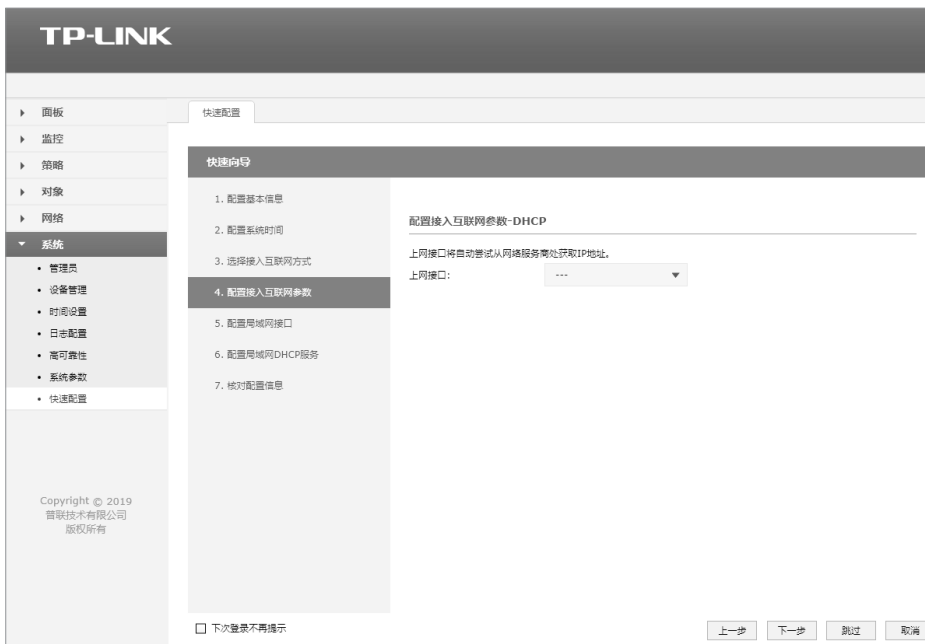 TP-LINK
面板
监控
策略
对象
网络
系统
管理员
设备管理
时间设置
日志配置
高可靠性
系统参数
快速配置
Copyright © 2019
普联技术有限公司
版权所有
快速配置
快速向导
1. 配置基本信息
2. 配置系统时间
3. 选择接入互联网方式
4. 配置接入互联网参数
5. 配置局域网接口
6. 配置局域网DHCP服务
7. 核对配置信息
配置接入互联网参数-DHCP
上网接口将自动尝试从网络服务商处获取IP地址。
上网接口: ---
下次登录不再提示
上一步 下一步 跳过 取消